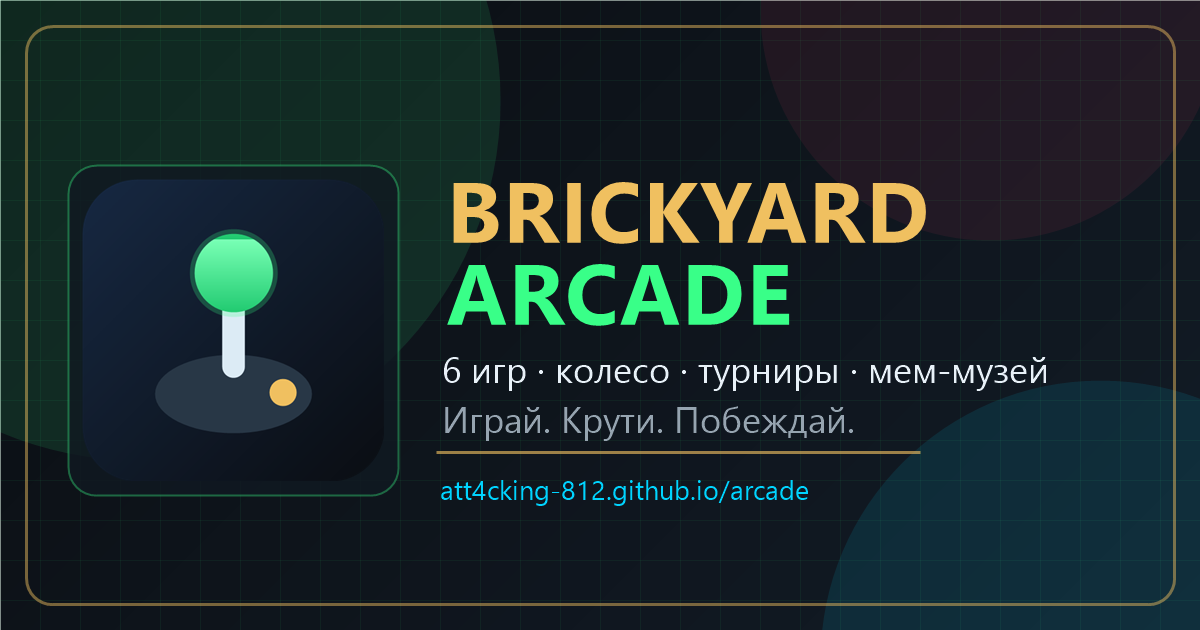 BRICKYARD
ARCADE
6 игр · колесо · турниры · мем-музей
Играй. Крути. Побеждай.
att4cking-812.github.io/arcade